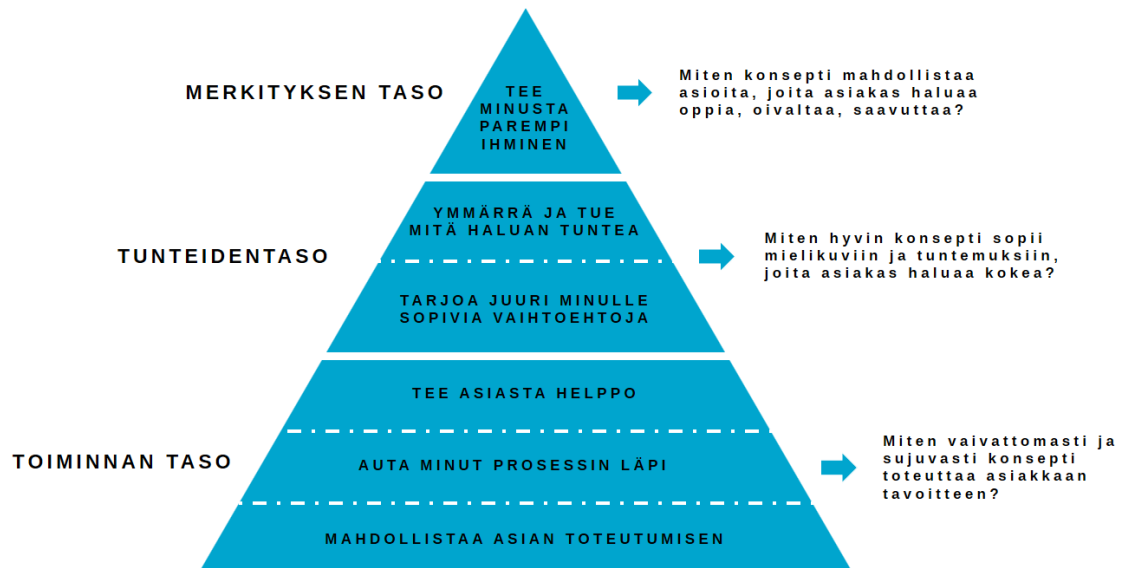 MERKITYKSEN TASO
TEE
MINUSTA
PAREMPI
IHMINEN
Miten konsepti mahdollistaa
asioita, joita asiakas haluaa
oppia, oivaltaa, saavuttaa?
YMMÄRRÄ JA TUE
MITÄ HALUAN TUNTEA
TUNTEIDENTASO
Miten hyvin konsepti sopii
mielikuviin ja tuntemuksiin,
joita asiakas haluaa kokea?
TARJOA JUURI MINULLE
SOPIVIA VAIHTOEHTOJA
TEE ASIASTA HELPPO
TOIMINNAN TASO
AUTA MINUT PROSESSIN LÄPI
Miten vaivattomasti ja
sujuvasti konsepti
toteuttaa asiakkaan
tavoitteen?
MAHDOLLISTAA ASIAN TOTEUTUMISEN